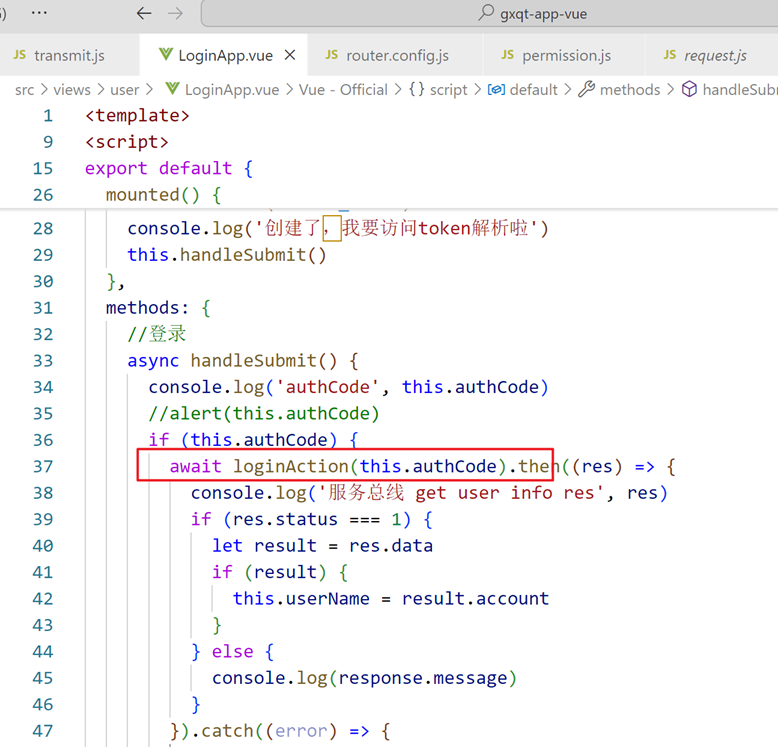 ··· ← → gxqt-app-vue
JS transmit.js LoginApp.vue × JS router.config.js JS permission.js JS request.js
src > views > user > LoginApp.vue > Vue - Official > {} script > default > methods > handleSubm
1 <template>
9 <script>
15 export default {
26 mounted() {
28 console.log('创建了，我要访问token解析啦')
29 this.handleSubmit()
30 },
31 methods: {
32 //登录
33 async handleSubmit() {
34 console.log('authCode', this.authCode)
35 //alert(this.authCode)
36 if (this.authCode) {
37 await loginAction(this.authCode).then((res) => {
38 console.log('服务总线 get user info res', res)
39 if (res.status === 1) {
40 let result = res.data
41 if (result) {
42 this.userName = result.account
43 }
44 } else {
45 console.log(response.message)
46 }
47 }).catch((error) => {